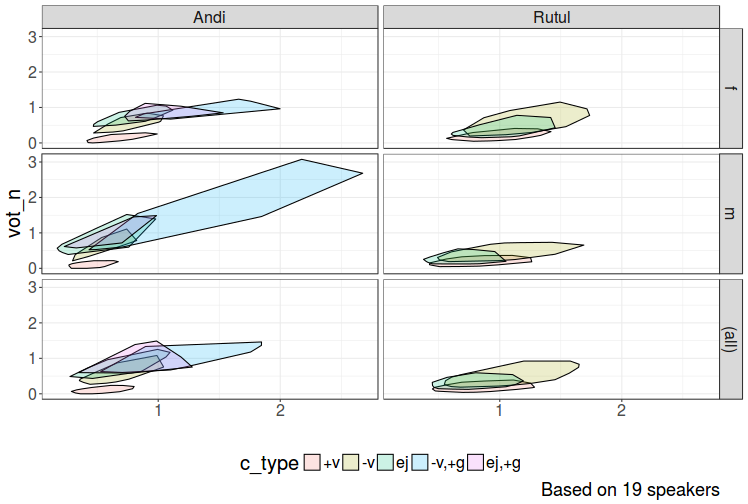 Andi Rutul
3
2
1
0
f
3
2
1
0
m
vot_n
3
2
1
0
(all)
1 2 1 2
c_type +v -v ej -v,+g ej,+g
Based on 19 speakers